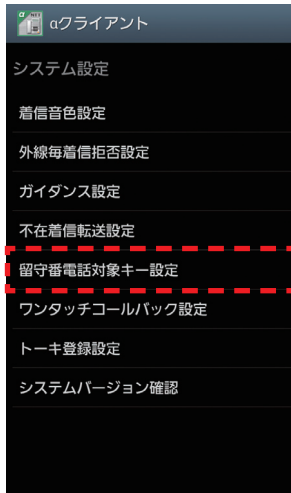 αクライアント
システム設定
着信音色設定
外線毎着信拒否設定
ガイダンス設定
不在着信転送設定
留守番電話対象キー設定
ワンタッチコールバック設定
トーキ登録設定
システムバージョン確認